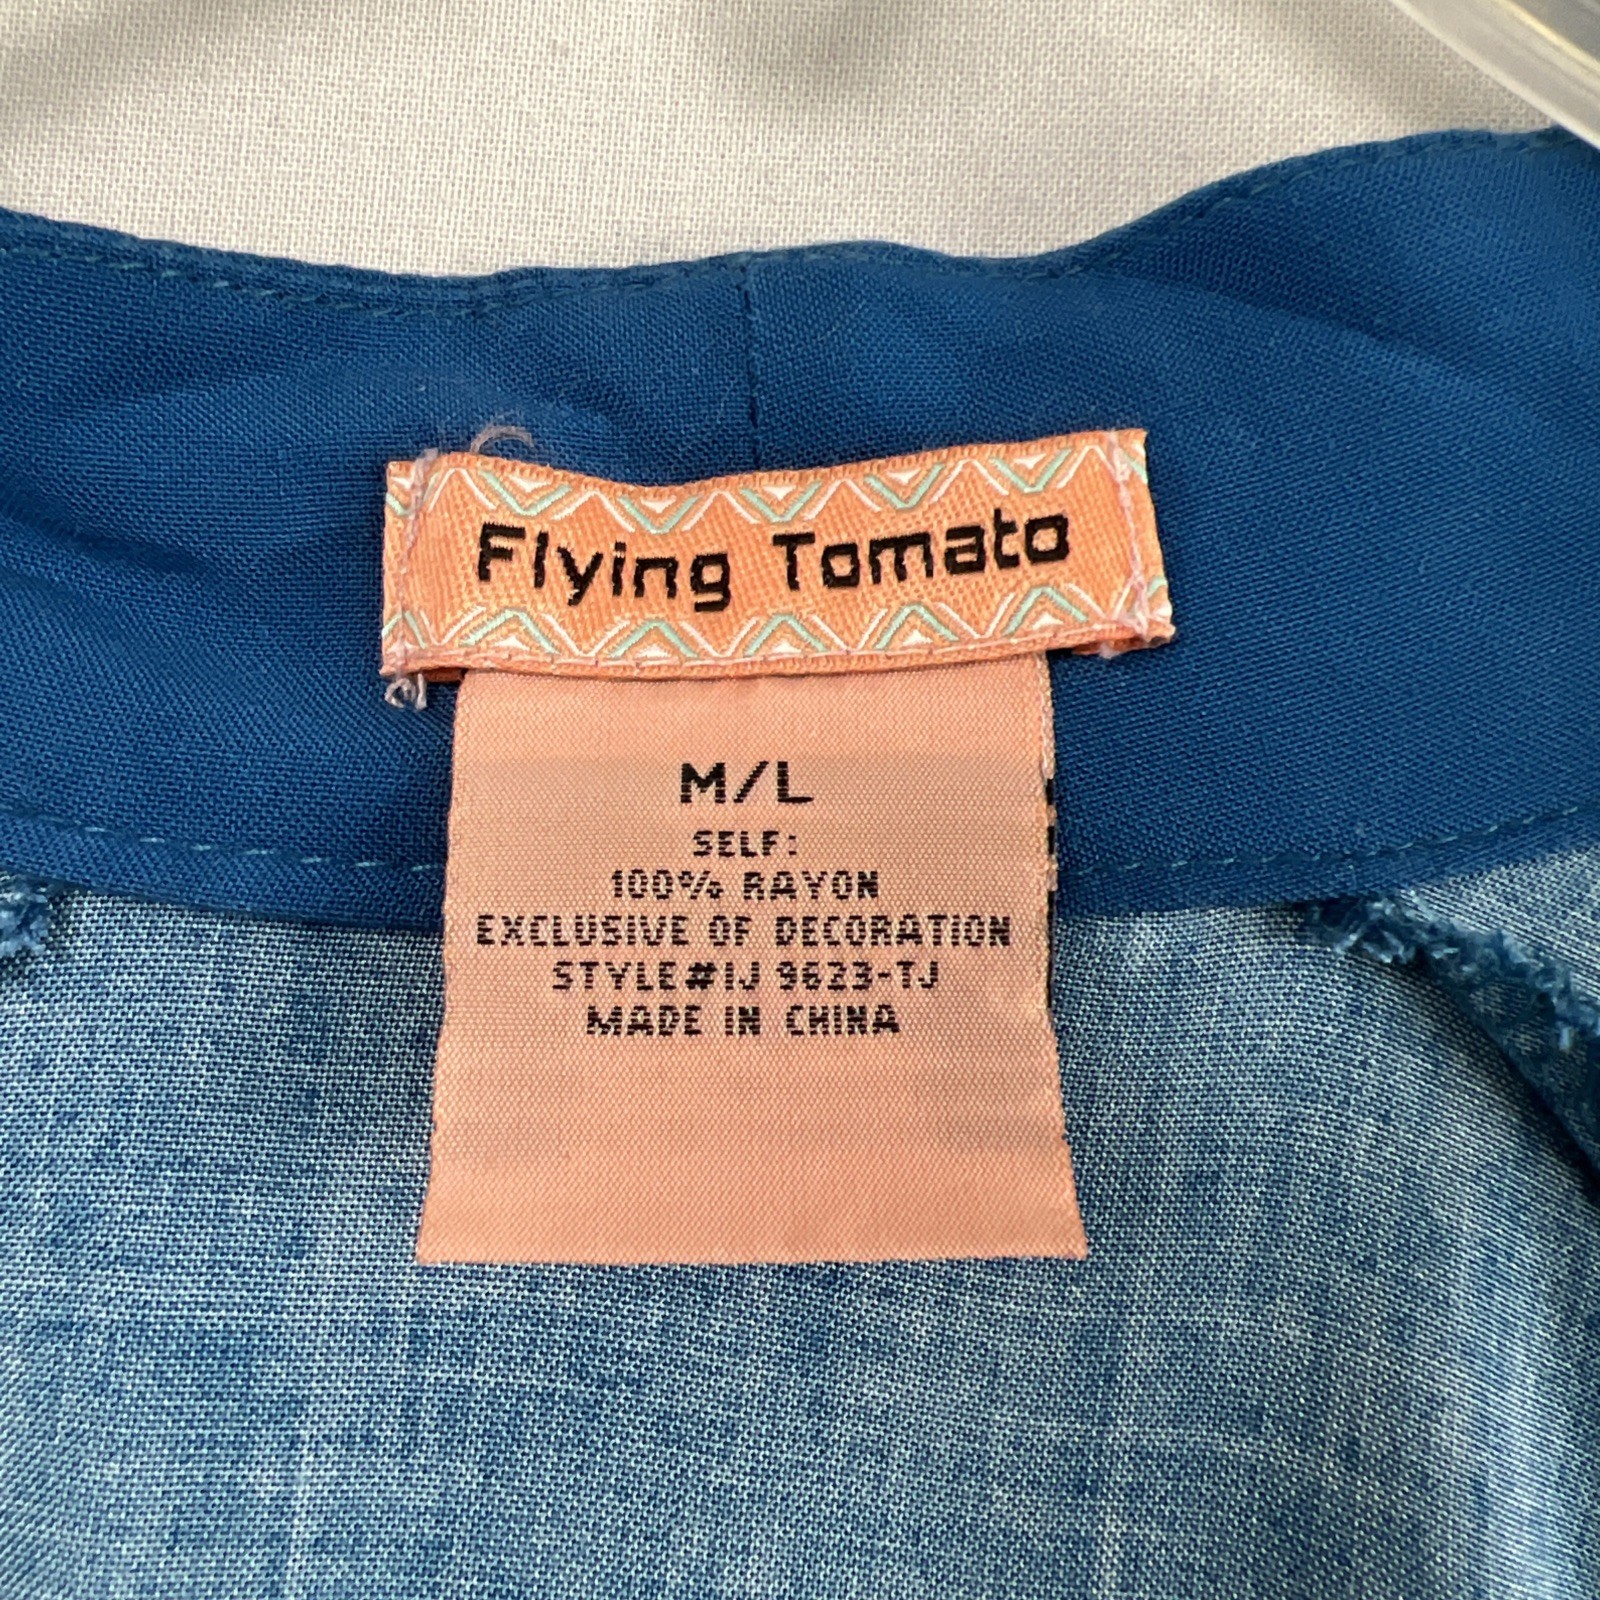 Flying Tomato
M/L
SELF:
100% RAYON
EXCLUSIVE OF DECORATION
STYLE#IJ 9623-TJ
MADE IN CHINA